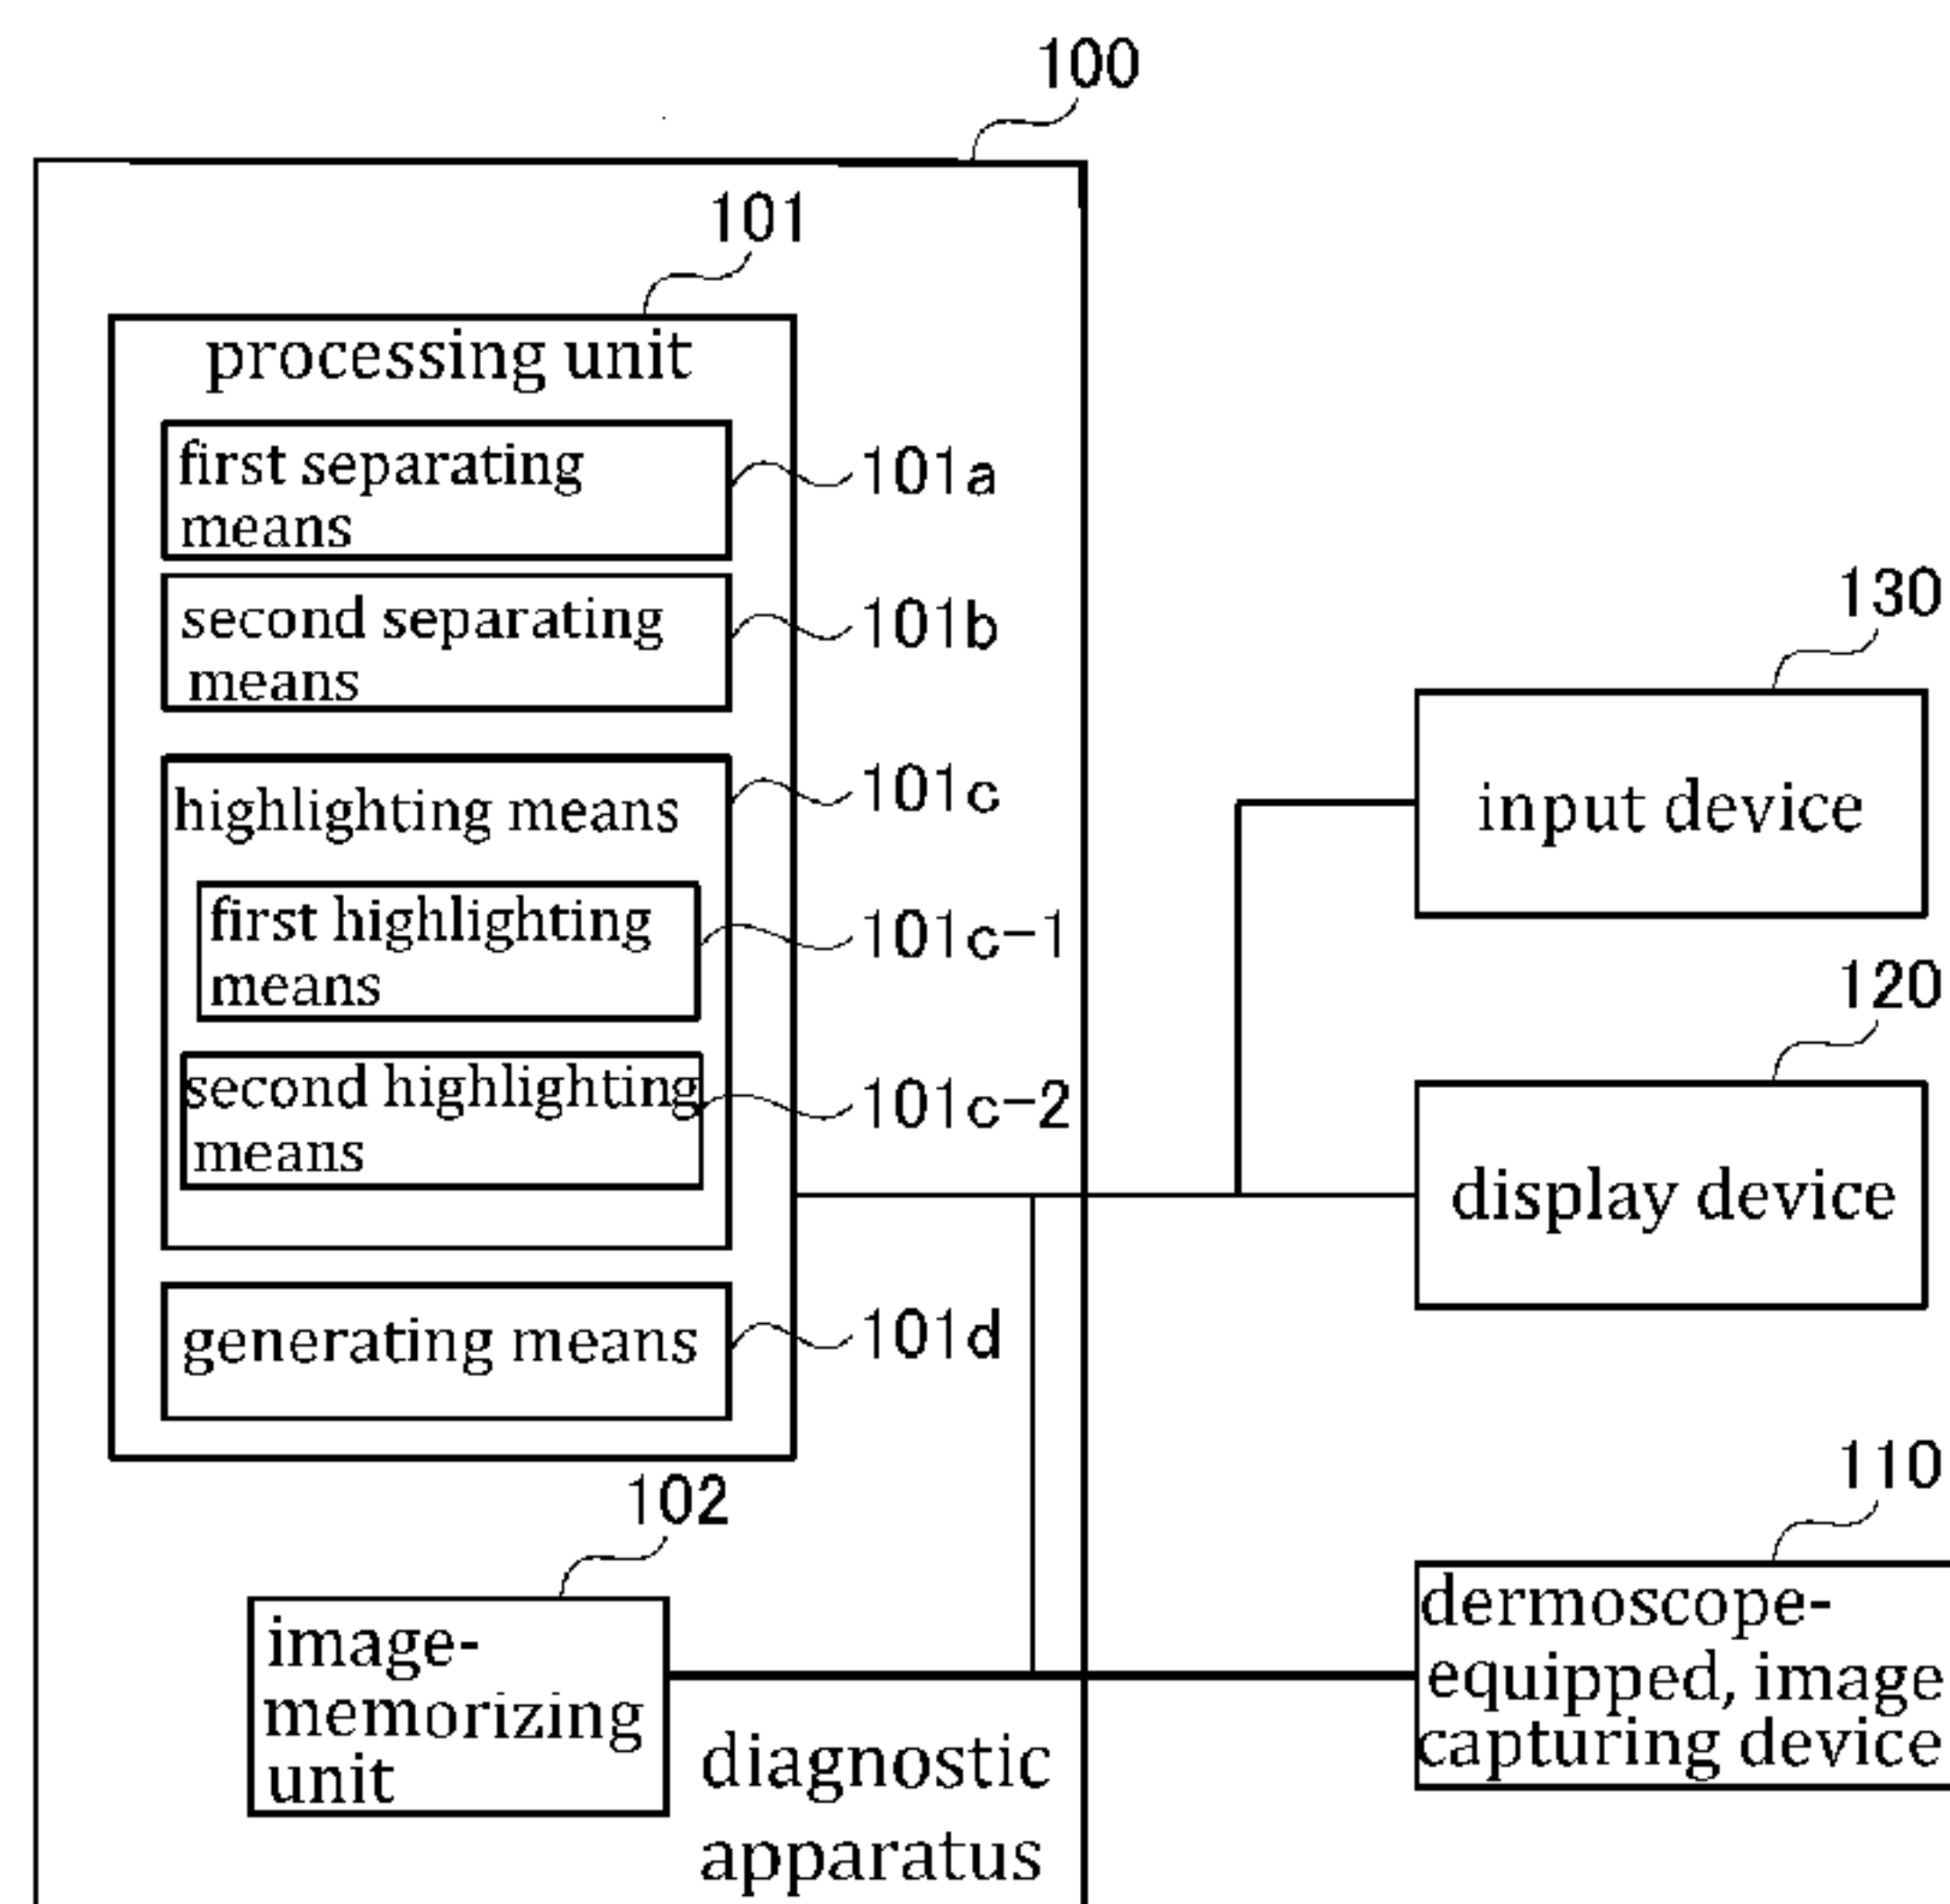 100
101
processing unit
first separating
means
101a
second separating
means
101b
highlighting means
101c
first highlighting
means
101c-1
second highlighting
means
101c-2
generating means
101d
102
image-
memorizing
unit
diagnostic
apparatus
130
input device
120
display device
110
dermoscope-
equipped, image
capturing device